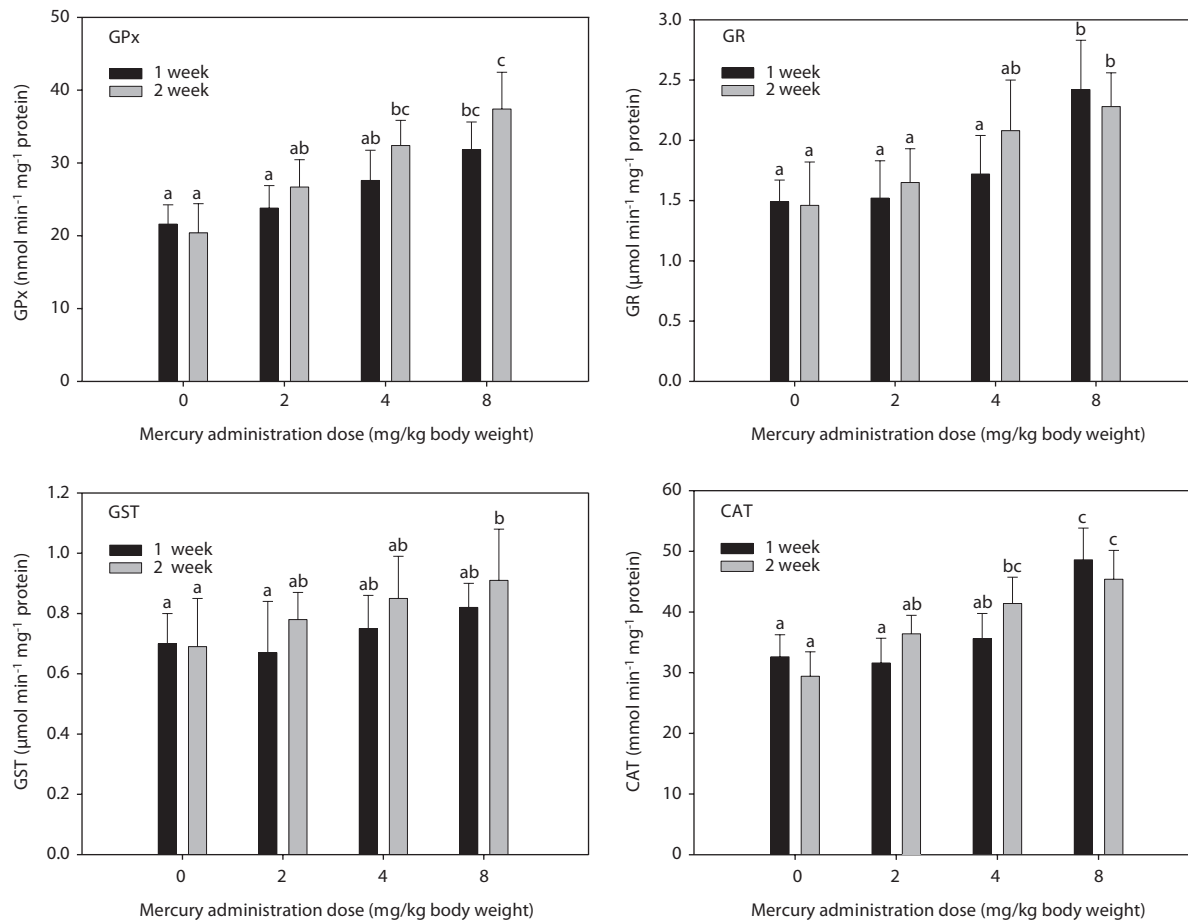 GPx
1 week
2 week
GPx (nmol min⁻¹ mg⁻¹ protein)
50
40
30
20
10
0
a
a
a
ab
ab
bc
bc
c
0
2
4
8
Mercury administration dose (mg/kg body weight)
GR
1 week
2 week
GR (µmol min⁻¹ mg⁻¹ protein)
3.0
2.5
2.0
1.5
1.0
0.5
0.0
a
a
a
a
a
ab
b
b
0
2
4
8
Mercury administration dose (mg/kg body weight)
GST
1 week
2 week
GST (µmol min⁻¹ mg⁻¹ protein)
1.2
1.0
0.8
0.6
0.4
0.2
0.0
a
a
a
ab
ab
ab
ab
b
0
2
4
8
Mercury administration dose (mg/kg body weight)
CAT
1 week
2 week
CAT (mmol min⁻¹ mg⁻¹ protein)
60
50
40
30
20
10
0
a
a
a
ab
ab
bc
c
c
0
2
4
8
Mercury administration dose (mg/kg body weight)